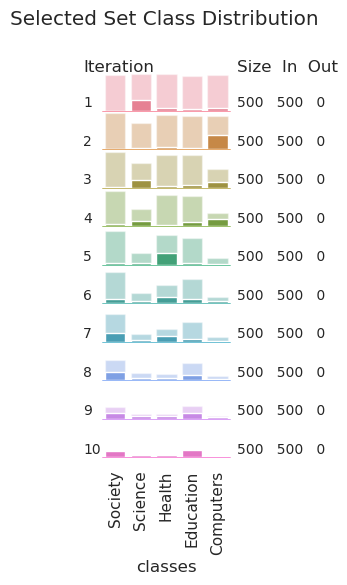 Selected Set Class Distribution
Iteration Size In Out
1 500 500 0
2 500 500 0
3 500 500 0
4 500 500 0
5 500 500 0
6 500 500 0
7 500 500 0
8 500 500 0
9 500 500 0
10 500 500 0
Society
Science
Health
Education
Computers
classes